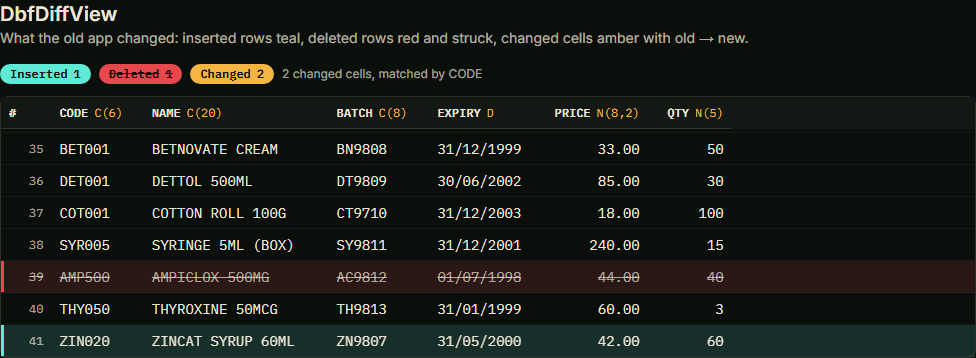 DbfDiffView
What the old app changed: inserted rows teal, deleted rows red and struck, changed cells amber with old → new.
Inserted 1 Deleted 1 Changed 2 2 changed cells, matched by CODE
# CODE C(6) NAME C(20) BATCH C(8) EXPIRY D PRICE N(8,2) QTY N(5)
35 BET001 BETNOVATE CREAM BN9808 31/12/1999 33.00 50
36 DET001 DETTOL 500ML DT9809 30/06/2002 85.00 30
37 COT001 COTTON ROLL 100G CT9710 31/12/2003 18.00 100
38 SYR005 SYRINGE 5ML (BOX) SY9811 31/12/2001 240.00 15
39 AMP500 AMPICLOX 500MG AC9812 01/07/1998 44.00 40
40 THY050 THYROXINE 50MCG TH9813 31/01/1999 60.00 3
41 ZIN020 ZINCAT SYRUP 60ML ZN9807 31/05/2000 42.00 60